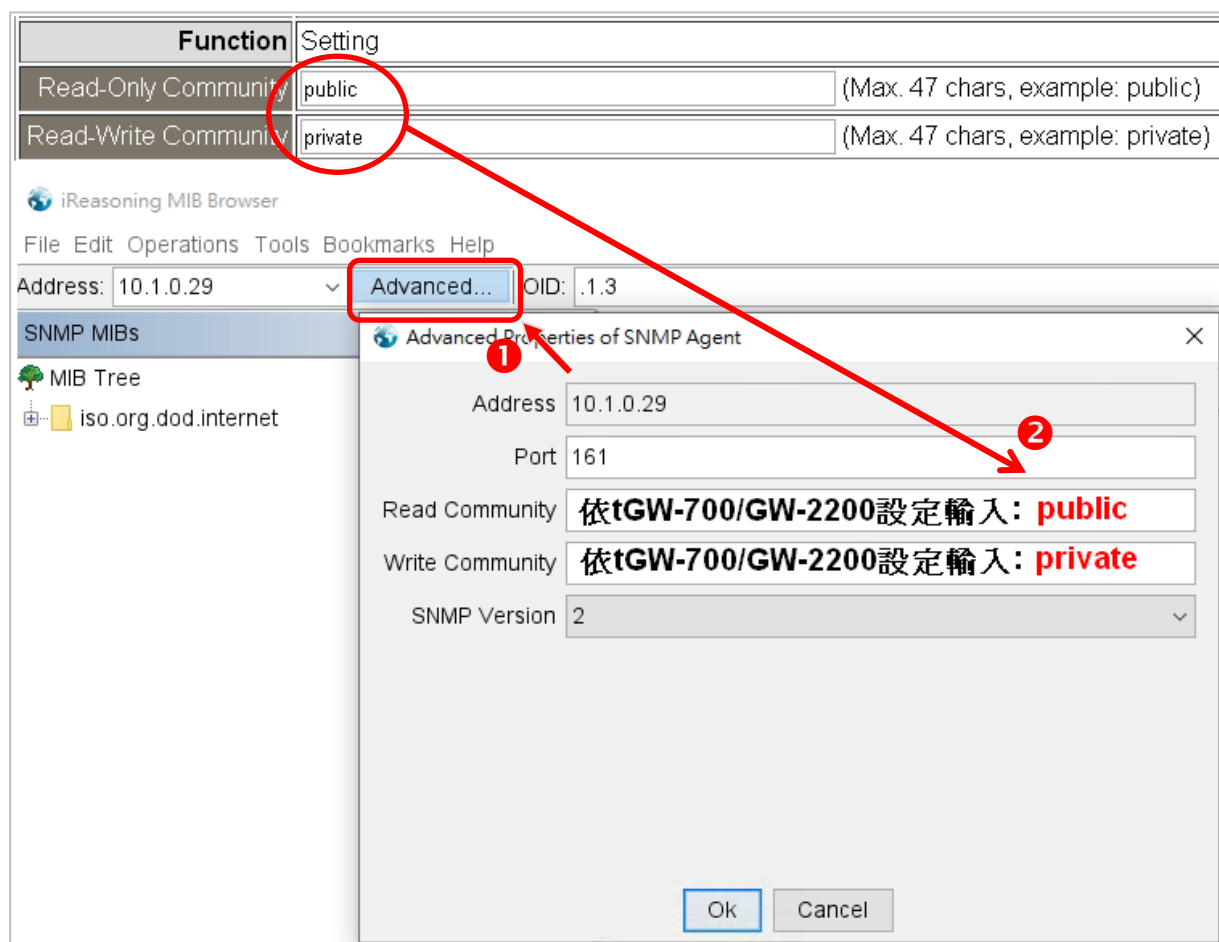 Function Setting
Read-Only Community public (Max. 47 chars, example: public)
Read-Write Community private (Max. 47 chars, example: private)
iReasoning MIB Browser
File Edit Operations Tools Bookmarks Help
Address: 10.1.0.29 Advanced... OID: .1.3
SNMP MIBs
MIB Tree
iso.org.dod.internet
❶
Advanced Properties of SNMP Agent
Address 10.1.0.29
❷
Port 161
Read Community 依tGW-700/GW-2200設定輸入: public
Write Community 依tGW-700/GW-2200設定輸入: private
SNMP Version 2
Ok Cancel